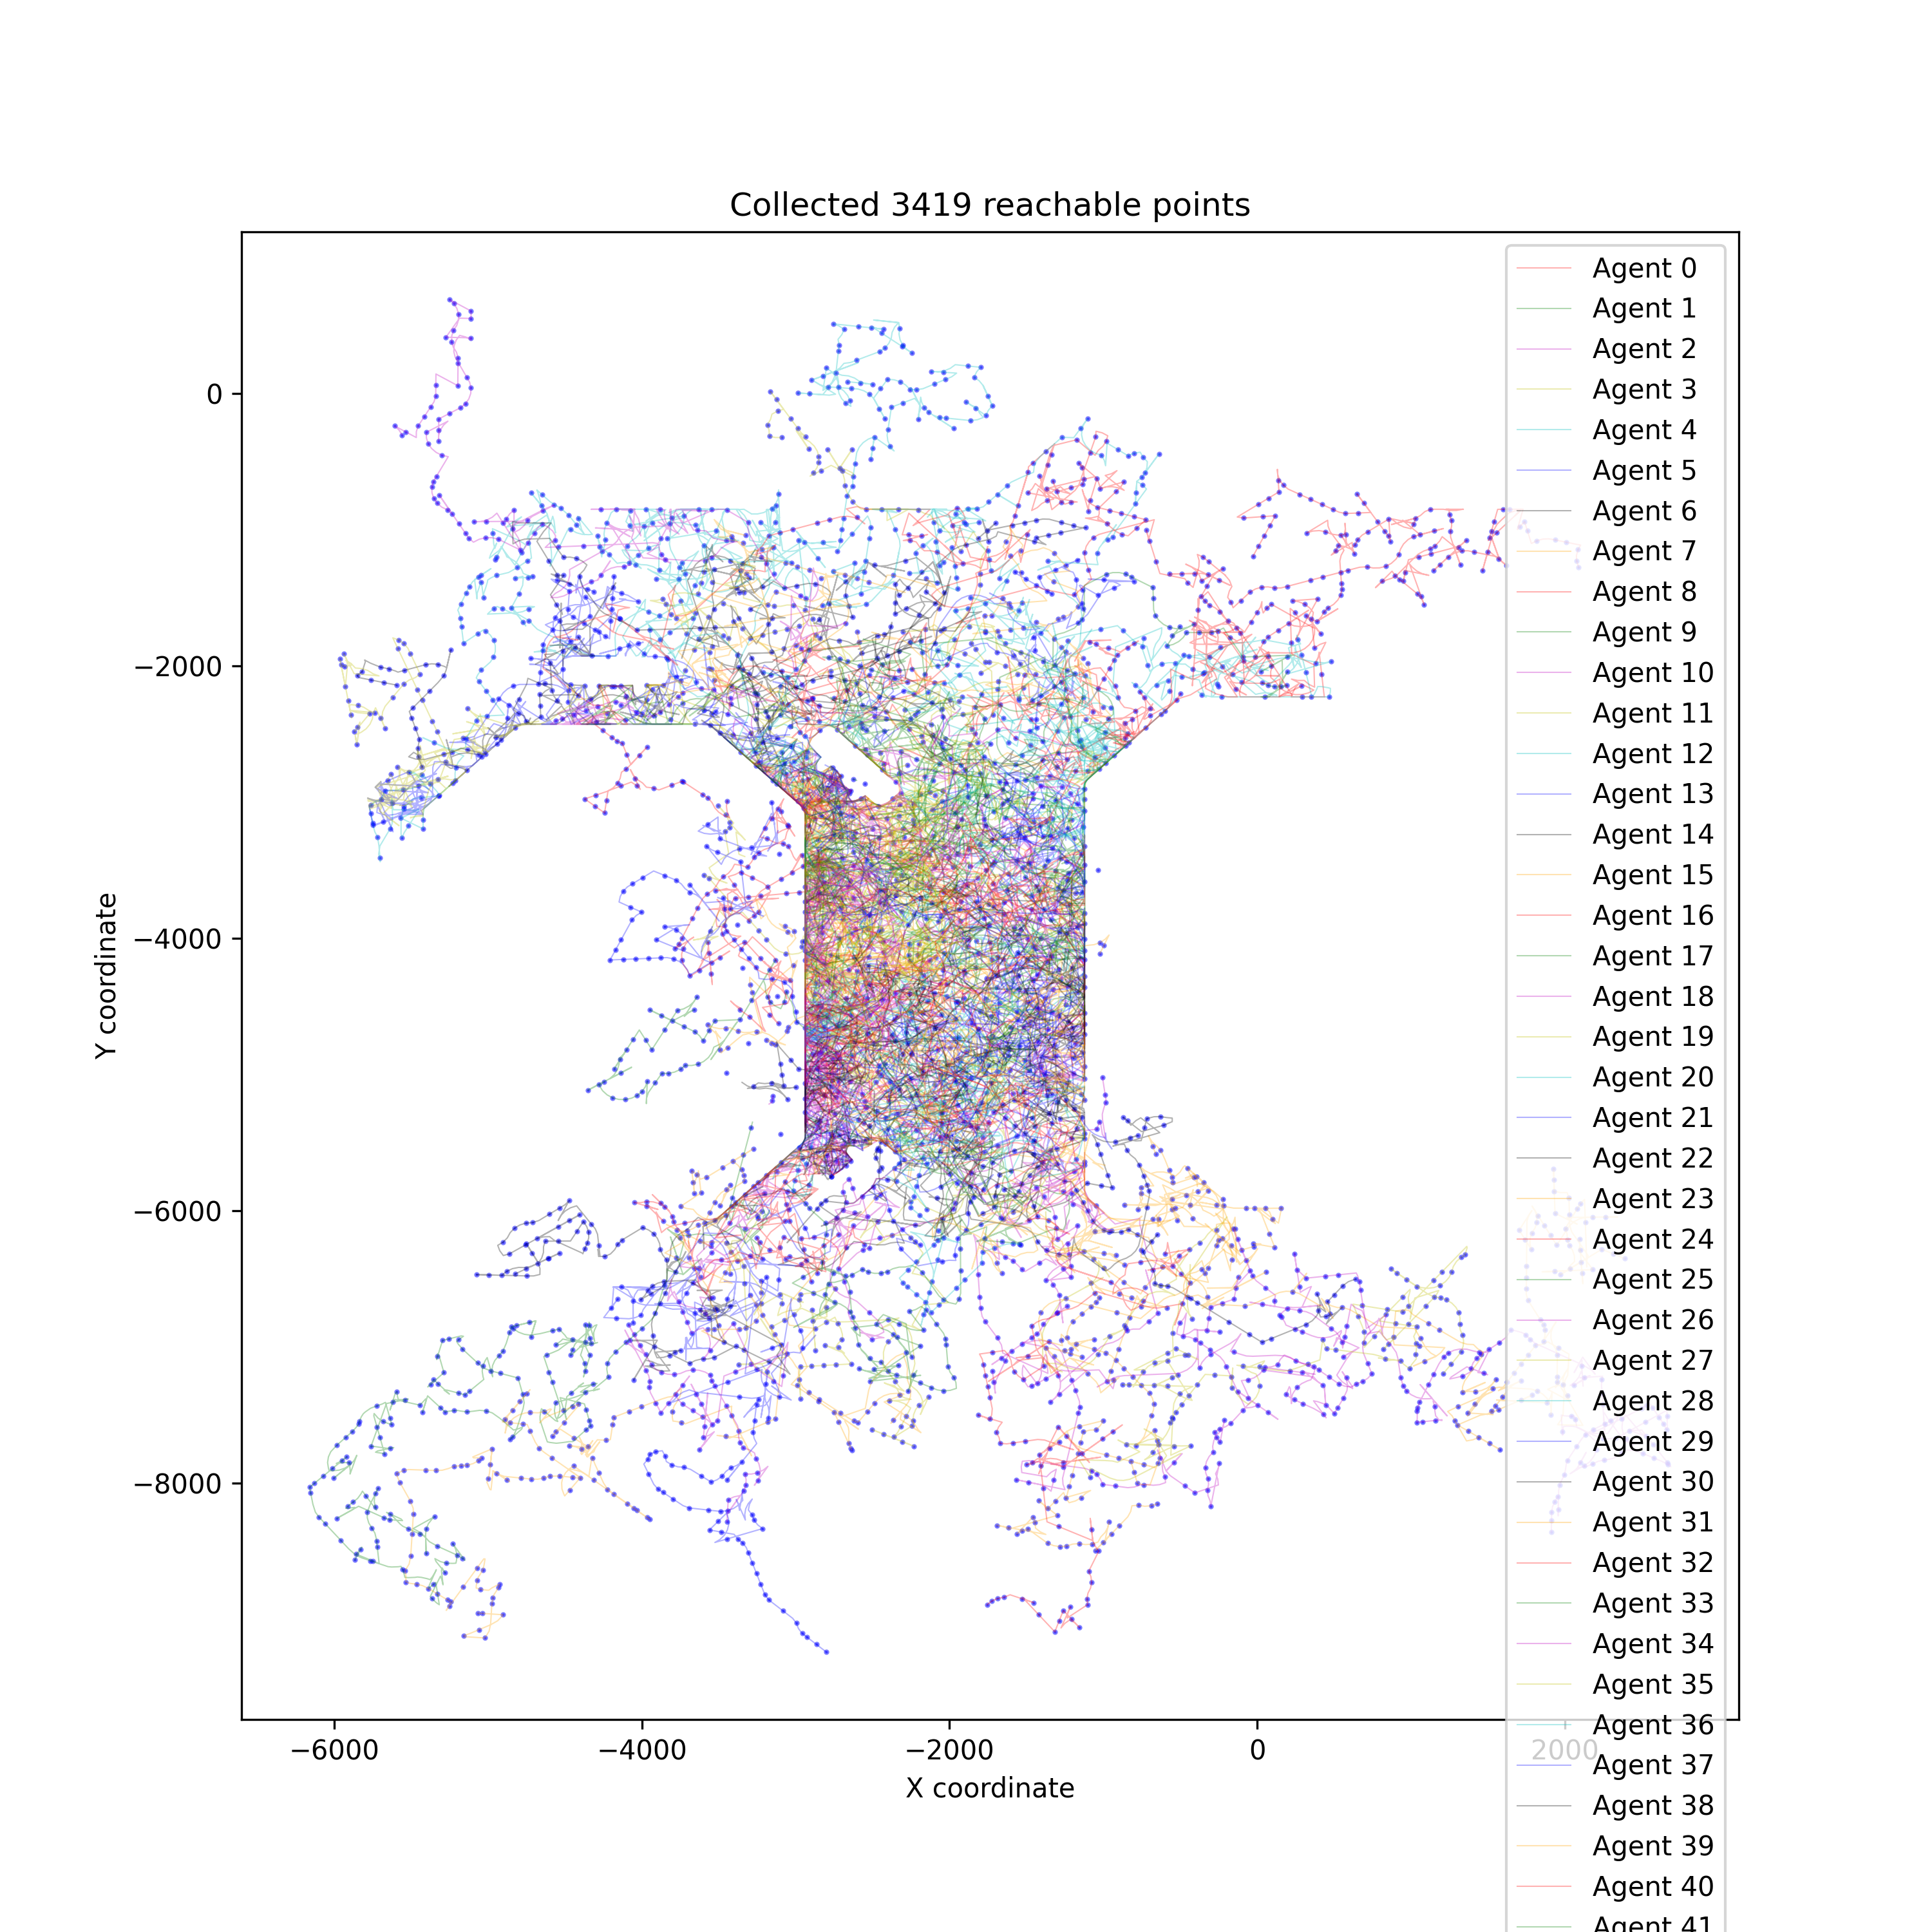 Collected 3419 reachable points
Agent 0
Agent 1
Agent 2
Agent 3
Agent 4
Agent 5
Agent 6
Agent 7
Agent 8
Agent 9
Agent 10
Agent 11
Agent 12
Agent 13
Agent 14
Agent 15
Agent 16
Agent 17
Agent 18
Agent 19
Agent 20
Agent 21
Agent 22
Agent 23
Agent 24
Agent 25
Agent 26
Agent 27
Agent 28
Agent 29
Agent 30
Agent 31
Agent 32
Agent 33
Agent 34
Agent 35
Agent 36
Agent 37
Agent 38
Agent 39
Agent 40
Agent 41
0
−2000
−4000
−6000
−8000
Y coordinate
−6000
−4000
−2000
0
2000
X coordinate